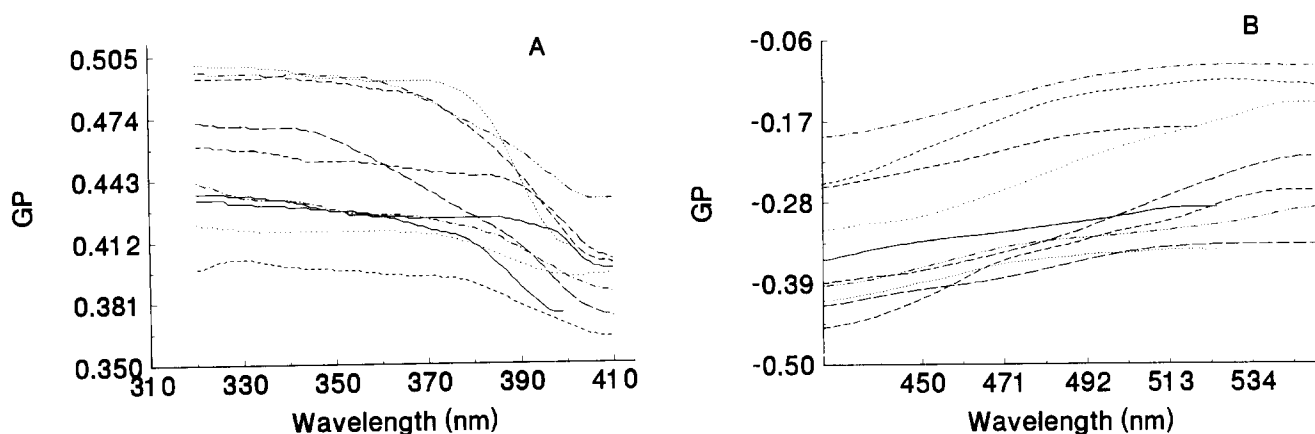 A
GP
0.505
0.474
0.443
0.412
0.381
0.350
310 330 350 370 390 410
Wavelength (nm)
B
GP
-0.06
-0.17
-0.28
-0.39
-0.50
450 471 492 513 534
Wavelength (nm)